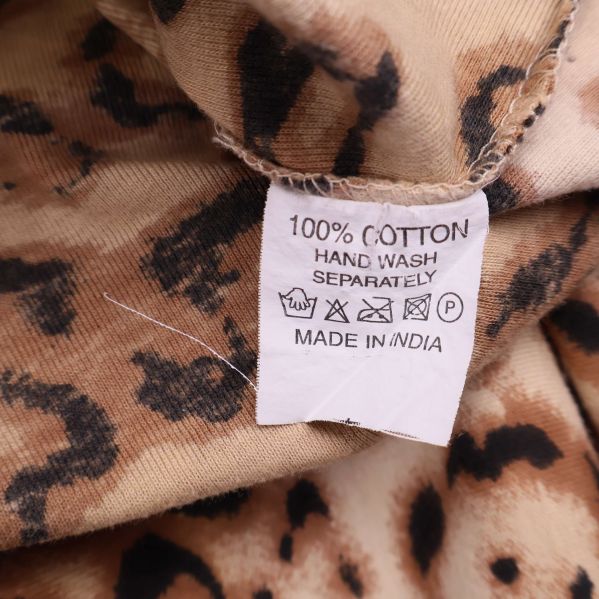 100% COTTON
HAND WASH
SEPARATELY
P
MADE IN INDIA